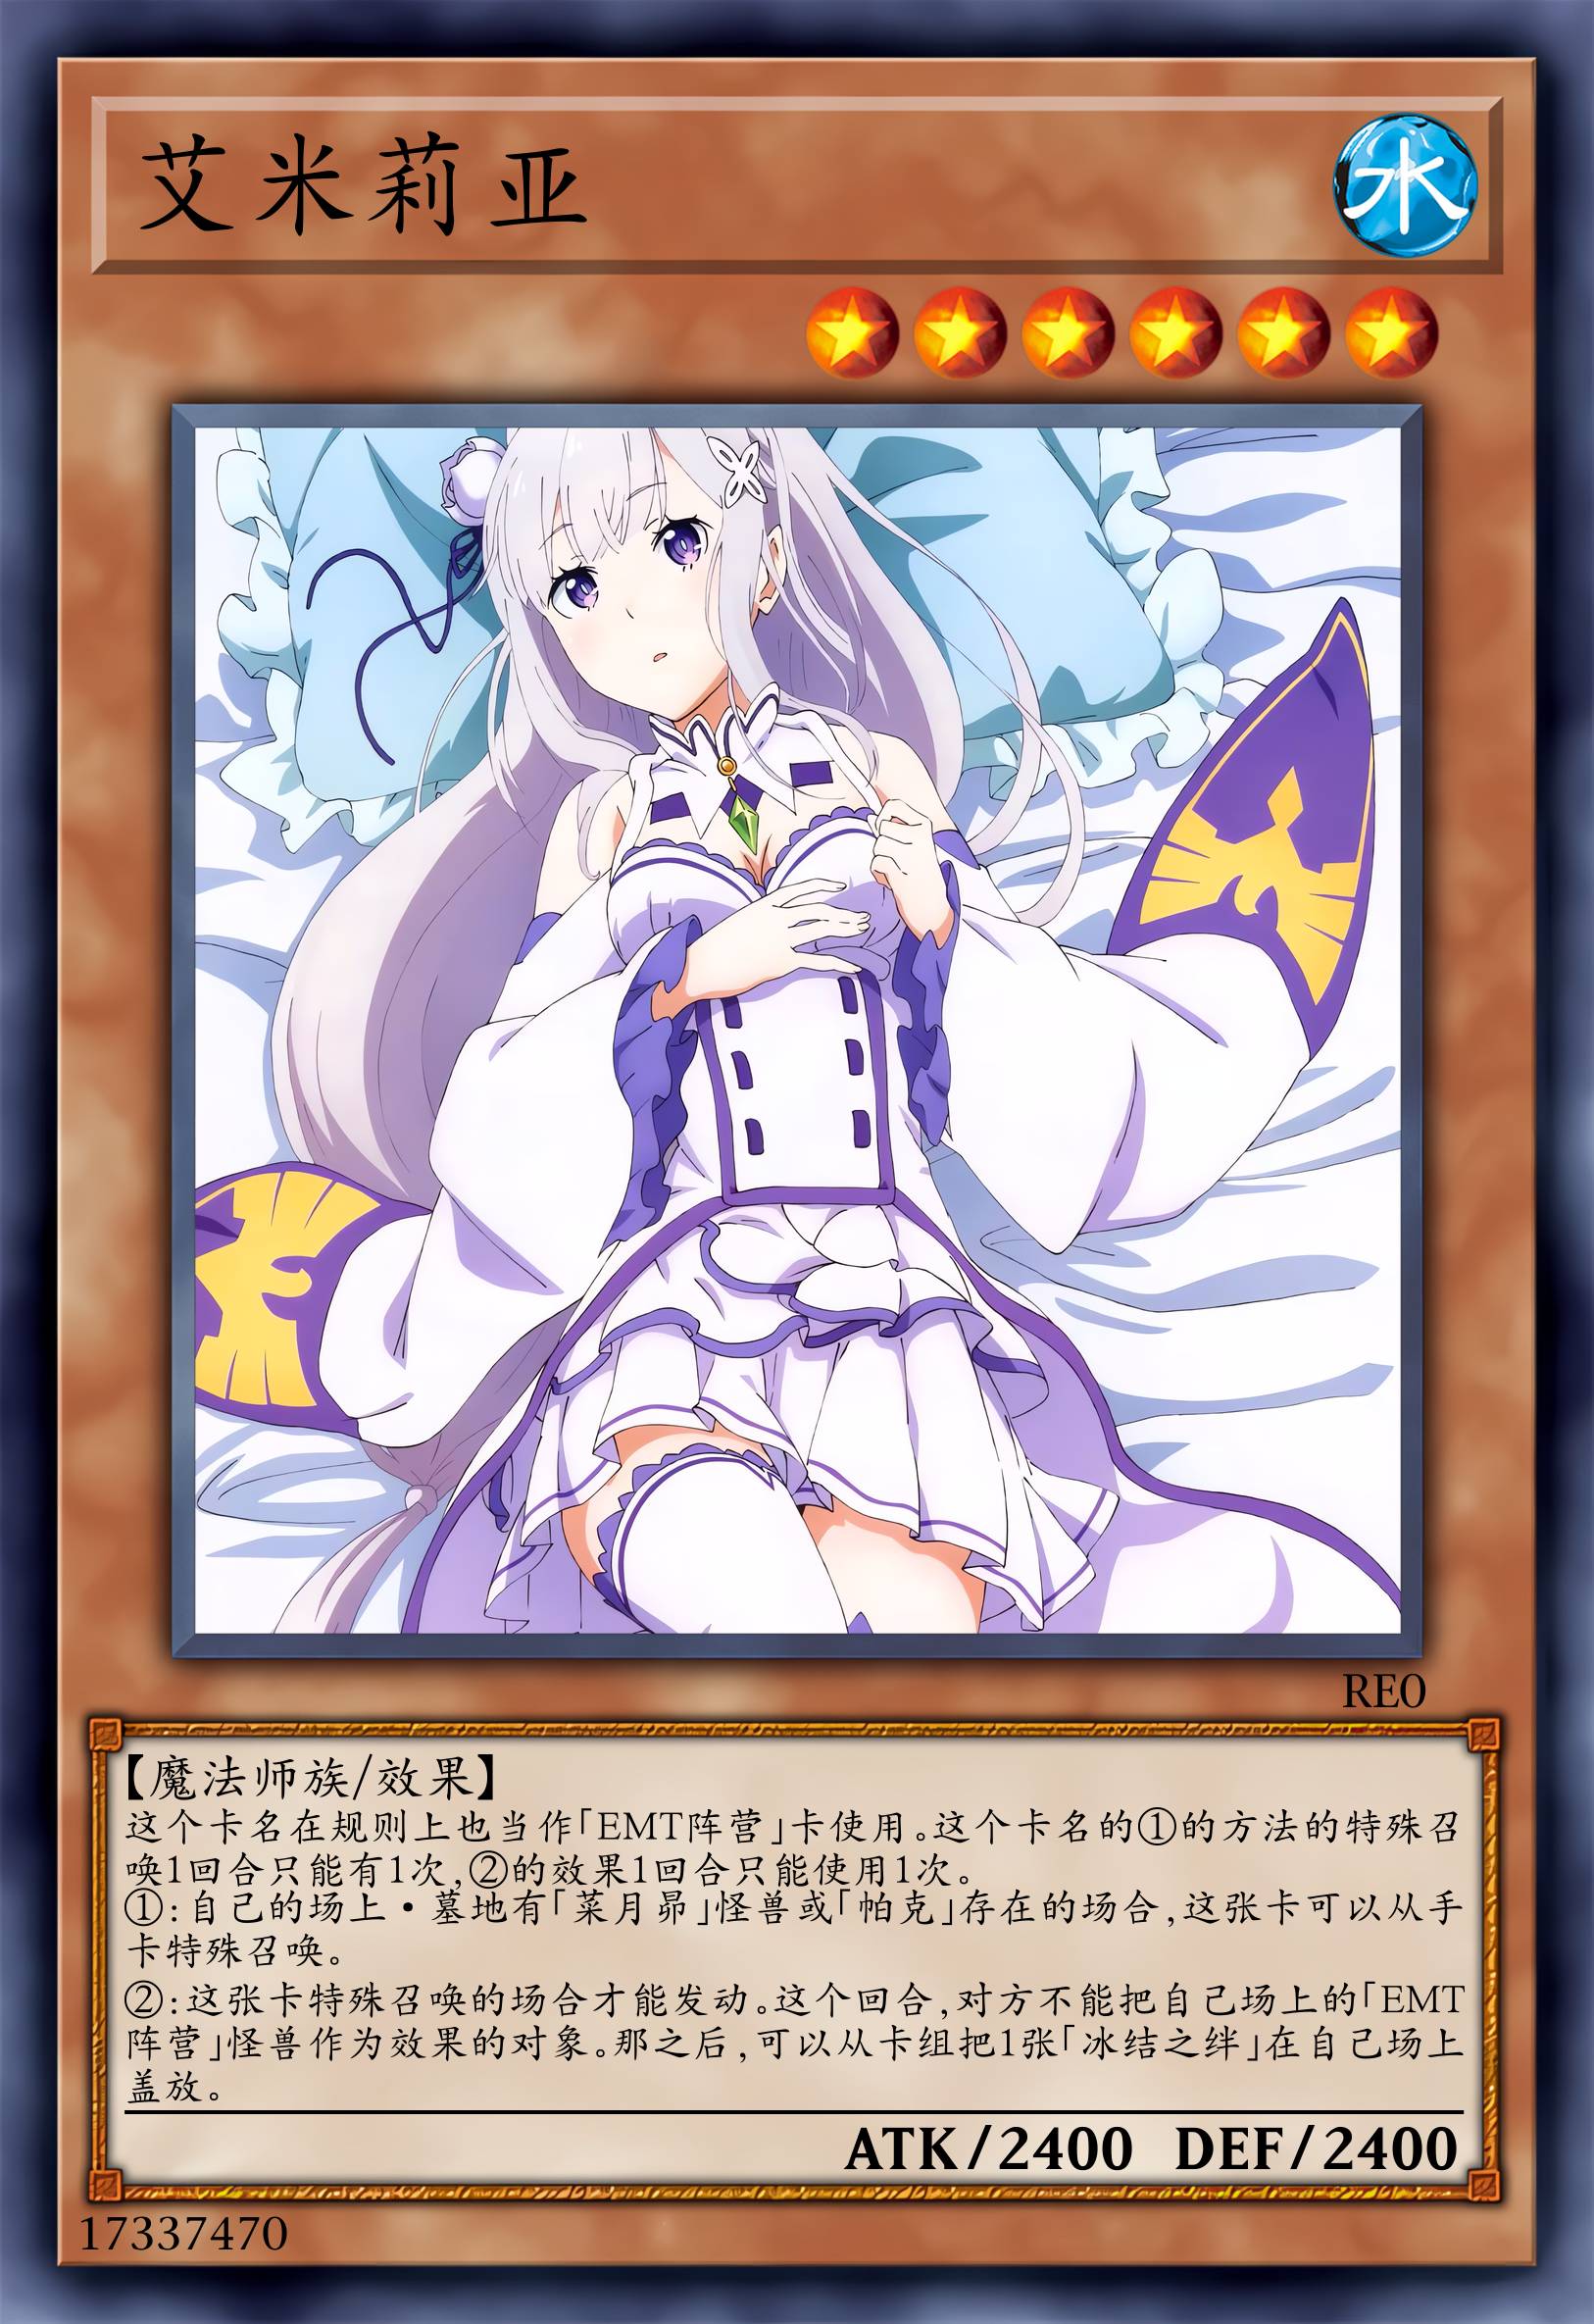 艾米莉亚
水
REO
【魔法师族/效果】
这个卡名在规则上也当作「EMT阵营」卡使用。这个卡名的①的方法的特殊召
唤1回合只能有1次,②的效果1回合只能使用1次。
①:自己的场上·墓地有「菜月昴」怪兽或「帕克」存在的场合,这张卡可以从手
卡特殊召唤。
②:这张卡特殊召唤的场合才能发动。这个回合,对方不能把自己场上的「EMT
阵营」怪兽作为效果的对象。那之后,可以从卡组把1张「冰结之绊」在自己场上
盖放。
ATK/2400 DEF/2400
17337470